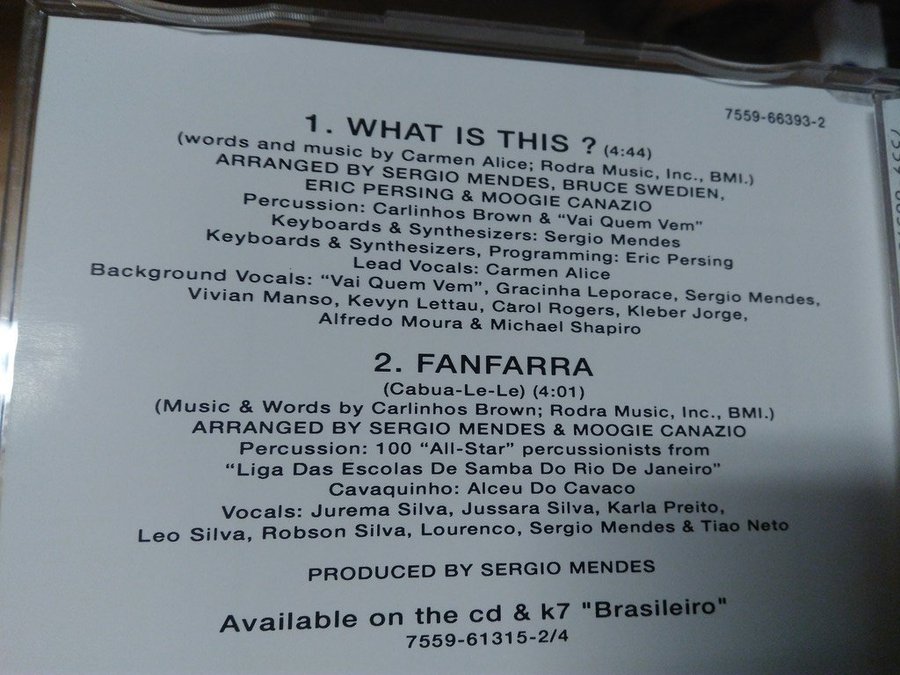 7559-66393-2
1. WHAT IS THIS ? (4:44)
(words and music by Carmen Alice; Rodra Music, Inc., BMI.)
ARRANGED BY SERGIO MENDES, BRUCE SWEDIEN,
ERIC PERSING & MOOGIE CANAZIO
Percussion: Carlinhos Brown & “Vai Quem Vem”
Keyboards & Synthesizers: Sergio Mendes
Keyboards & Synthesizers, Programming: Eric Persing
Lead Vocals: Carmen Alice
Background Vocals: “Vai Quem Vem”, Gracinha Leporace, Sergio Mendes,
Vivian Manso, Kevyn Lettau, Carol Rogers, Kleber Jorge,
Alfredo Moura & Michael Shapiro
2. FANFARRA
(Cabua-Le-Le) (4:01)
(Music & Words by Carlinhos Brown; Rodra Music, Inc., BMI.)
ARRANGED BY SERGIO MENDES & MOOGIE CANAZIO
Percussion: 100 “All-Star” percussionists from
“Liga Das Escolas De Samba Do Rio De Janeiro”
Cavaquinho: Alceu Do Cavaco
Vocals: Jurema Silva, Jussara Silva, Karla Preito,
Leo Silva, Robson Silva, Lourenco, Sergio Mendes & Tiao Neto
PRODUCED BY SERGIO MENDES
Available on the cd & k7 "Brasileiro"
7559-61315-2/4